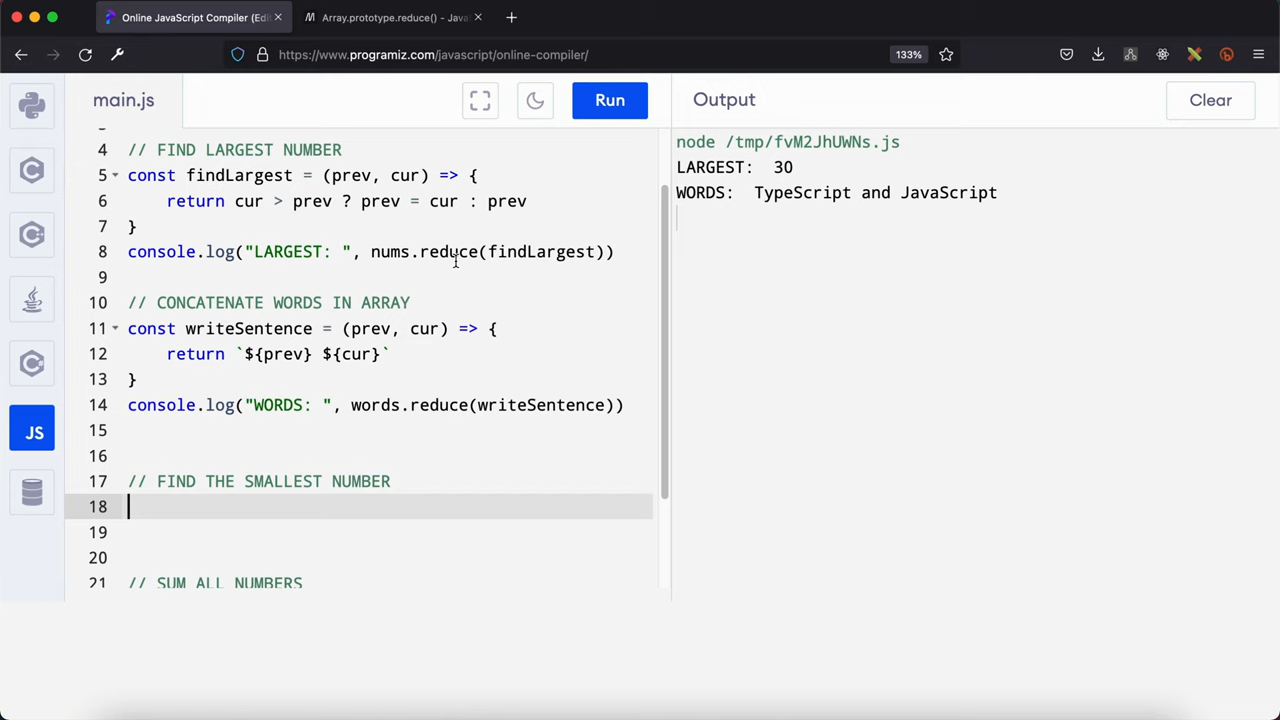 Online JavaScript Compiler (Edi
Array.prototype.reduce() - Java
https://www.programiz.com/javascript/online-compiler/
133%
main.js
Run
Output
Clear
4 // FIND LARGEST NUMBER
5 const findLargest = (prev, cur) => {
6 return cur > prev ? prev = cur : prev
7 }
8 console.log("LARGEST: ", nums.reduce(findLargest))
9
10 // CONCATENATE WORDS IN ARRAY
11 const writeSentence = (prev, cur) => {
12 return `${prev} ${cur}`
13 }
14 console.log("WORDS: ", words.reduce(writeSentence))
15
16
17 // FIND THE SMALLEST NUMBER
18
19
20
21 // SUM ALL NUMBERS
JS
node /tmp/fvM2JhUWNs.js
LARGEST: 30
WORDS: TypeScript and JavaScript